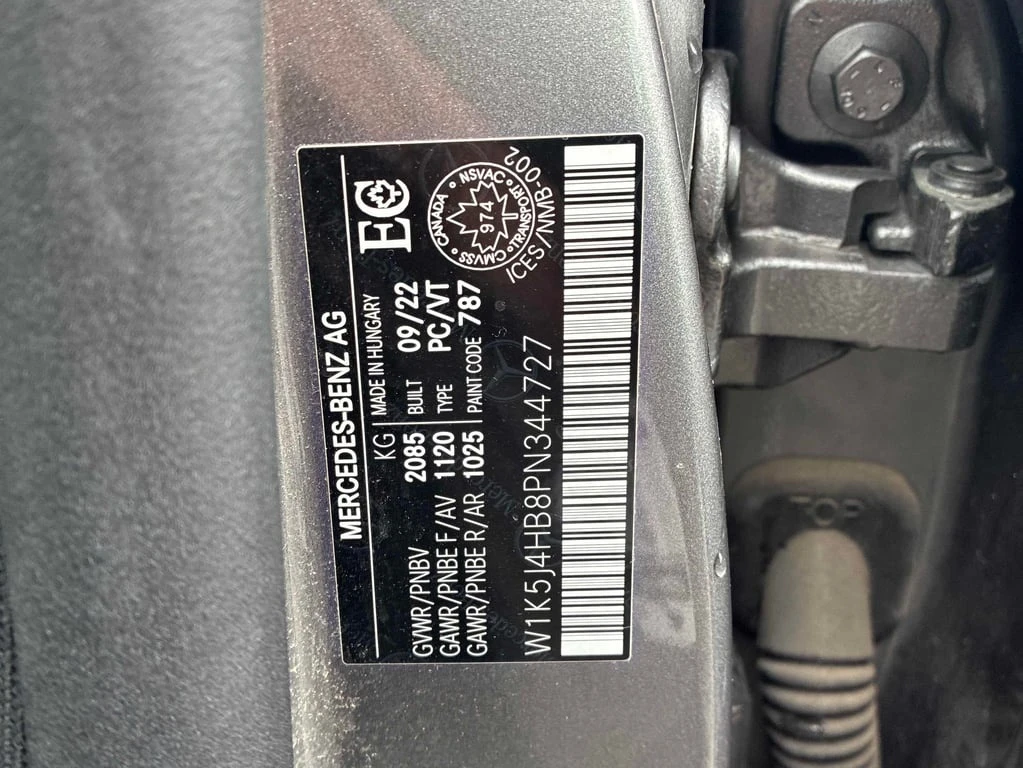 MERCEDES-BENZ AG
KG MADE IN HUNGARY
GVWR/PNBV 2085 BUILT 09/22
GAWR/PNBE F/AV 1120 TYPE PC/VT
GAWR/PNBE R/AR 1025 PAINT CODE 787
EC
CANADA • NSVAC • TRANSPORT • CMVSS •
974
ICES/NMB-002
W1K5J4HB8PN344727
TOP